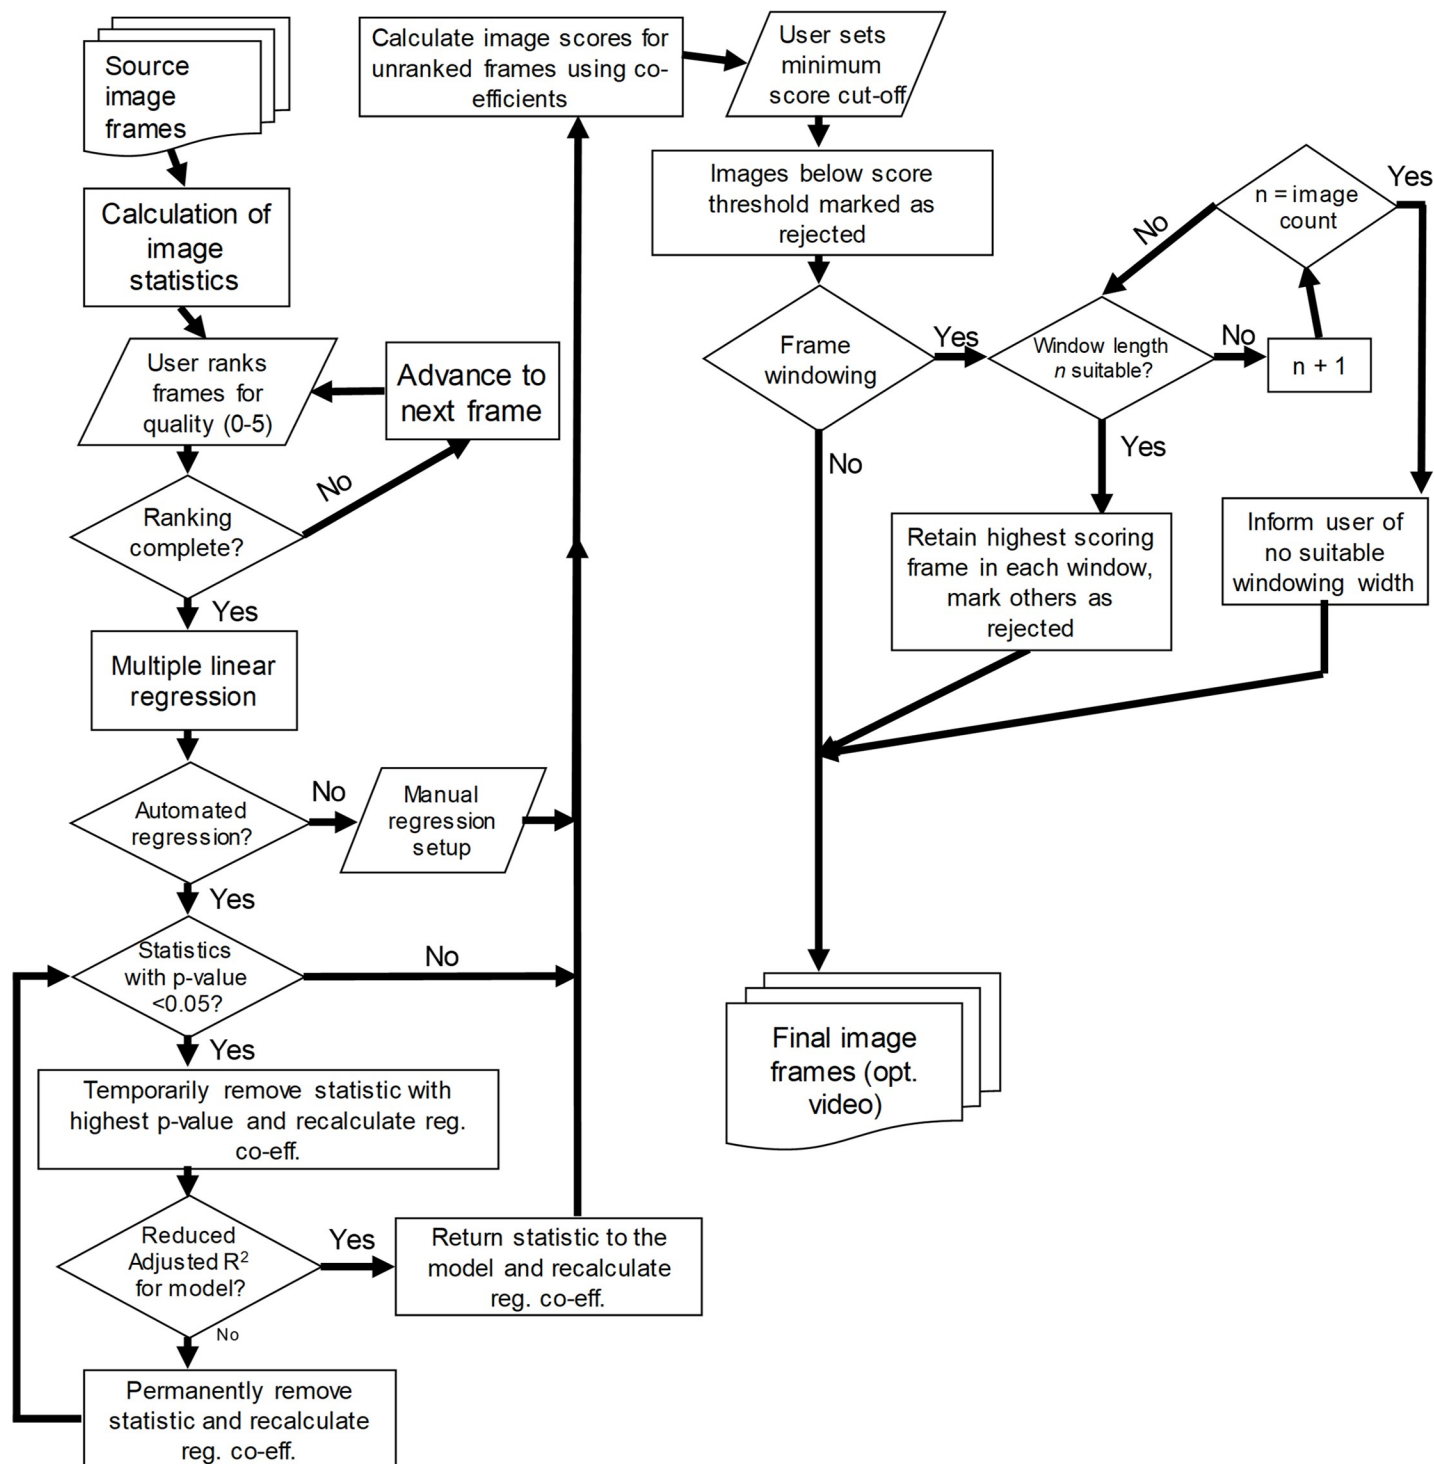 Source
image
frames
Calculation of
image
statistics
User ranks
frames for
quality (0-5)
Advance to
next frame
No
Ranking
complete?
Yes
Multiple linear
regression
Automated
regression?
No
Manual
regression
setup
Yes
Statistics
with p-value
<0.05?
No
Yes
Temporarily remove statistic with
highest p-value and recalculate reg.
co-eff.
Reduced
Adjusted R²
for model?
Yes
Return statistic to the
model and recalculate
reg. co-eff.
No
Permanently remove
statistic and recalculate
reg. co-eff.
Calculate image scores for
unranked frames using co-
efficients
User sets
minimum
score cut-off
Images below score
threshold marked as
rejected
Frame
windowing
Yes
No
Window length
n suitable?
No
n + 1
n = image
count
No
Yes
Yes
Retain highest scoring
frame in each window,
mark others as
rejected
Inform user of
no suitable
windowing width
Final image
frames (opt.
video)